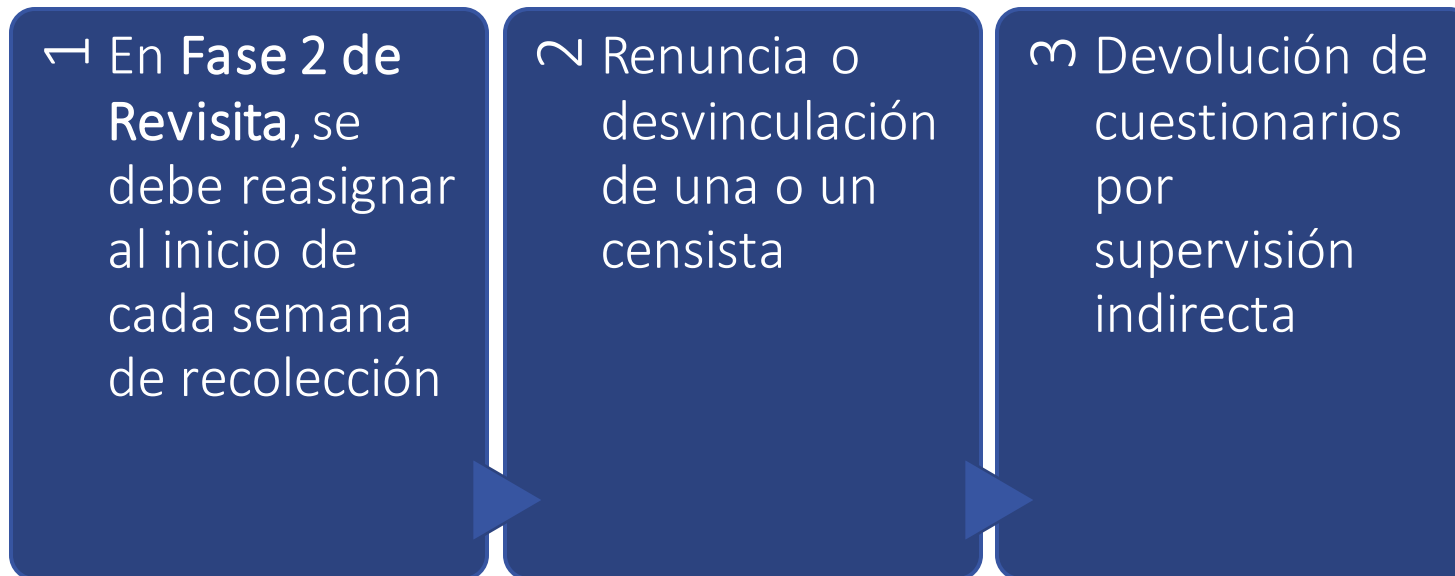 1
En Fase 2 de
Revisita, se
debe reasignar
al inicio de
cada semana
de recolección
2
Renuncia o
desvinculación
de una o un
censista
3
Devolución de
cuestionarios
por
supervisión
indirecta